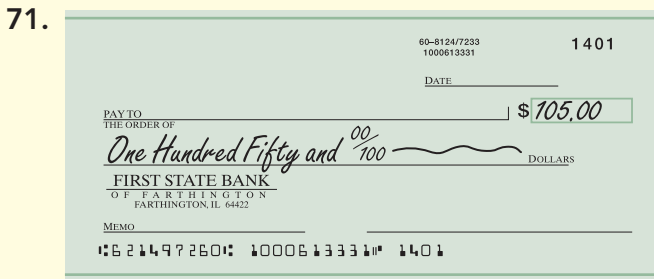 71.
60–8124/7233 1401
1000613331
DATE
PAY TO
THE ORDER OF $ 105.00
One Hundred Fifty and 00/100 DOLLARS
FIRST STATE BANK
OF FARTHINGTON
FARTHINGTON, IL 64422
MEMO
⑆621497260⑆ 1000613331⑈ 1401